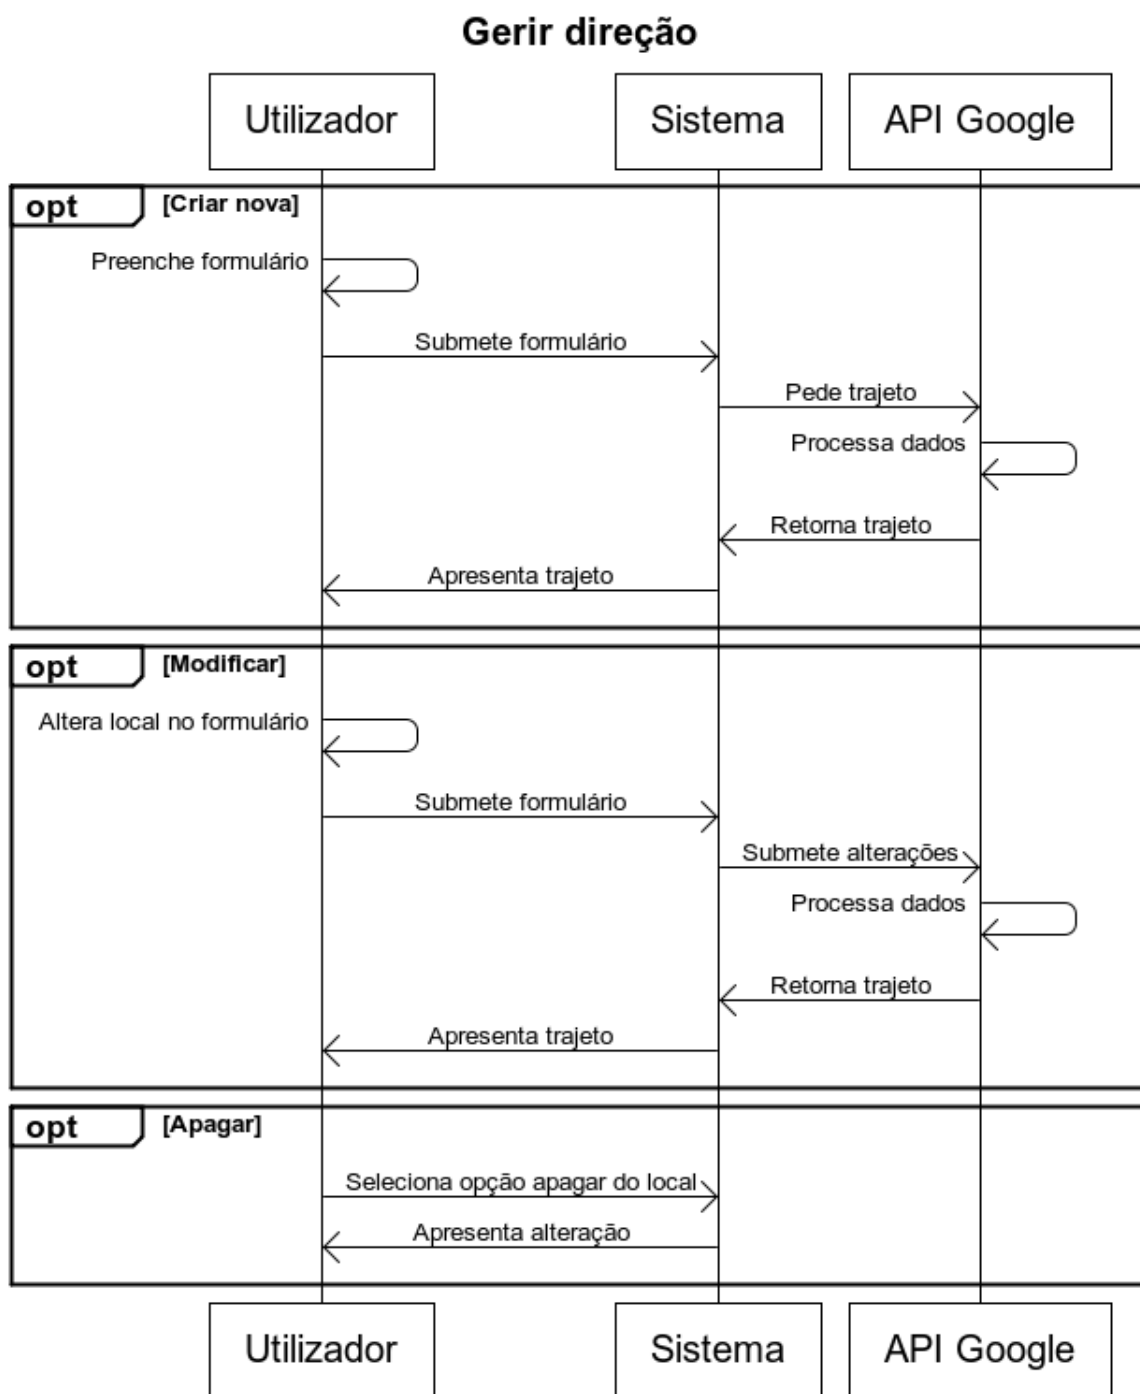 Gerir direção
Utilizador
Sistema
API Google
opt [Criar nova]
Preenche formulário
Submete formulário
Pede trajeto
Processa dados
Retorna trajeto
Apresenta trajeto
opt [Modificar]
Altera local no formulário
Submete formulário
Submete alterações
Processa dados
Retorna trajeto
Apresenta trajeto
opt [Apagar]
Seleciona opção apagar do local
Apresenta alteração
Utilizador
Sistema
API Google